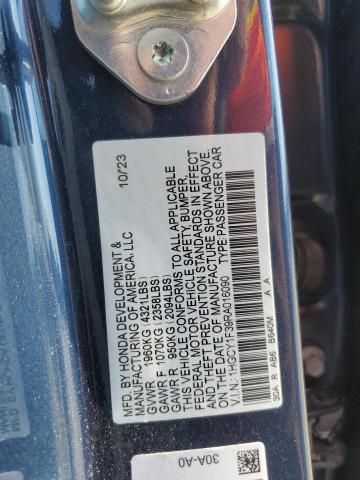 MFD. BY HONDA DEVELOPMENT & 10/23
MANUFACTURING OF AMERICA, LLC
GVWR 1960KG (4321LBS)
GAWR F 1070KG (2358LBS)
GAWR R 950KG (2094LBS)
THIS VEHICLE CONFORMS TO ALL APPLICABLE
FEDERAL MOTOR VEHICLE SAFETY, BUMPER,
AND THEFT PREVENTION STANDARDS IN EFFECT
ON THE DATE OF MANUFACTURE SHOWN ABOVE.
V.I.N.: 1HGCY1F39RA016090 TYPE:PASSENGER CAR
30A R AB6 B640M A A
30A-A0